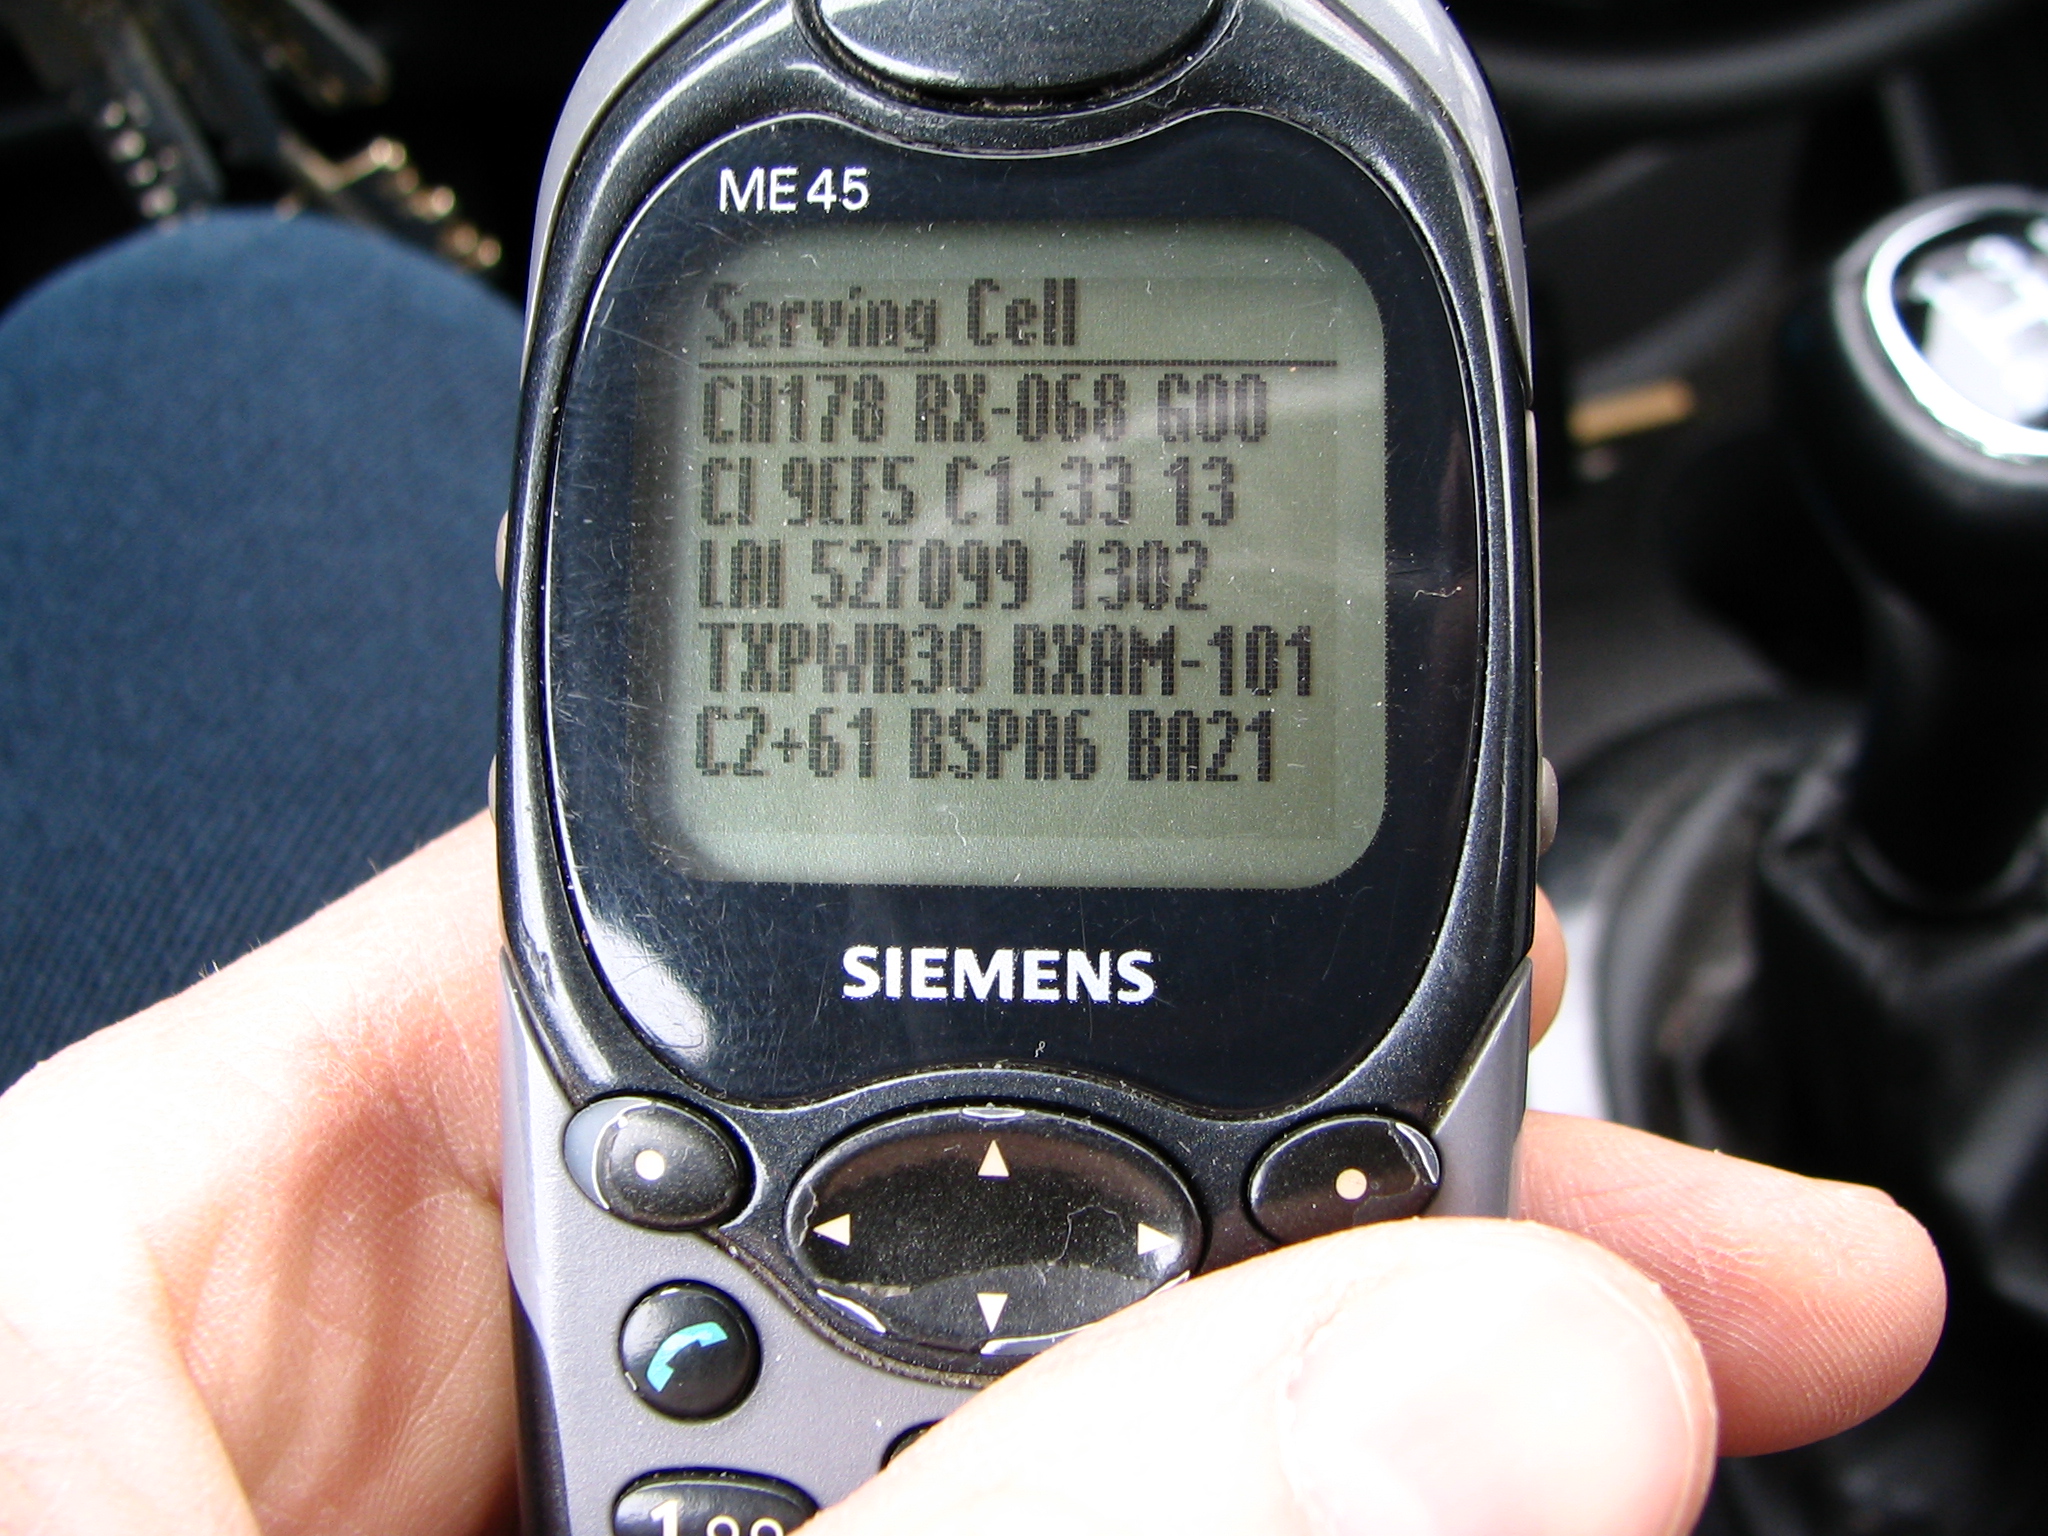 ME45
Serving Cell
CH178 RX-068 G00
CI 9EF5 C1+33 13
LAI 52F099 1302
TXPWR30 RXAM-101
C2+61 BSPA6 BA21
SIEMENS
1